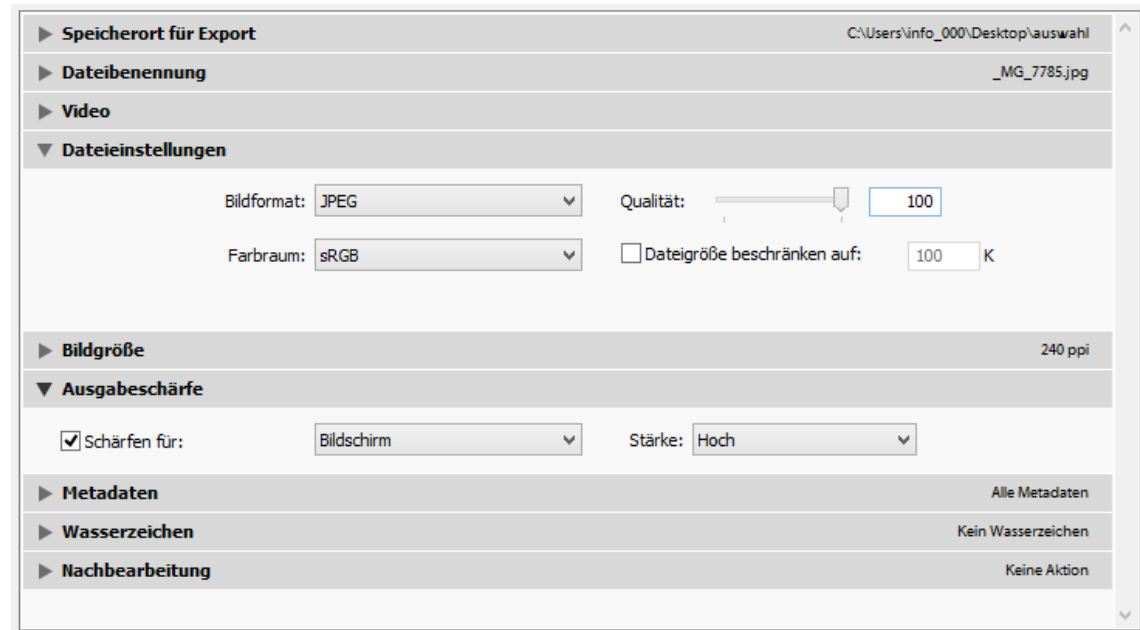 Speicherort für Export C:\Users\info_000\Desktop\auswahl
Dateibenennung _MG_7785.jpg
Video
Dateieinstellungen
Bildformat: JPEG Qualität: 100
Farbraum: sRGB Dateigröße beschränken auf: 100 K
Bildgröße 240 ppi
Ausgabeschärfe
Schärfen für: Bildschirm Stärke: Hoch
Metadaten Alle Metadaten
Wasserzeichen Kein Wasserzeichen
Nachbearbeitung Keine Aktion